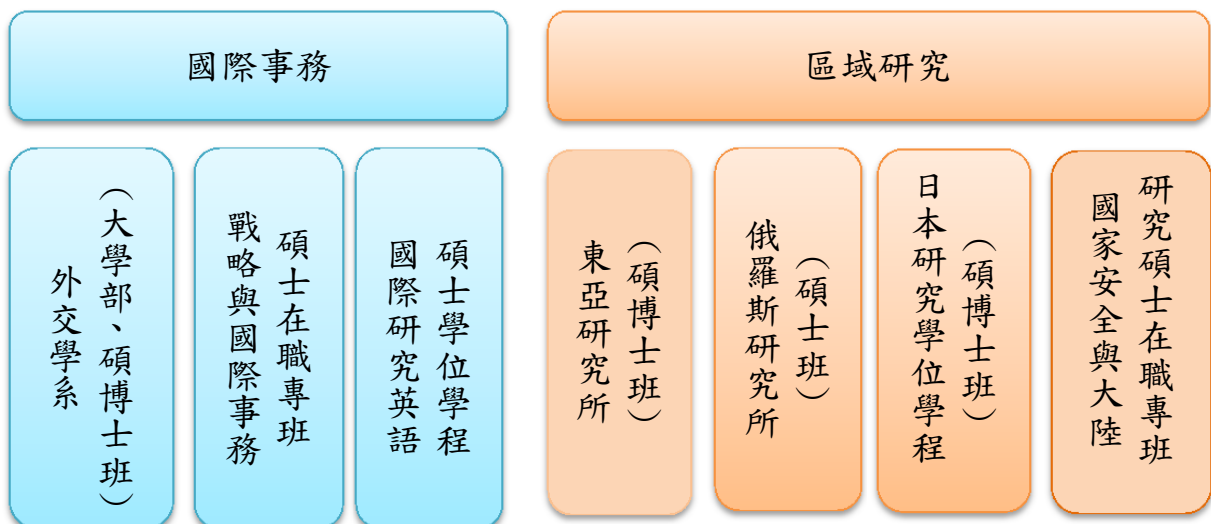 國際事務
區域研究
外交學系
（大學部、碩博士班）
戰略與國際事務
碩士在職專班
國際研究英語
碩士學位學程
東亞研究所
（碩博士班）
俄羅斯研究所
（碩士班）
日本研究學位學程
（碩博士班）
國家安全與大陸
研究碩士在職專班